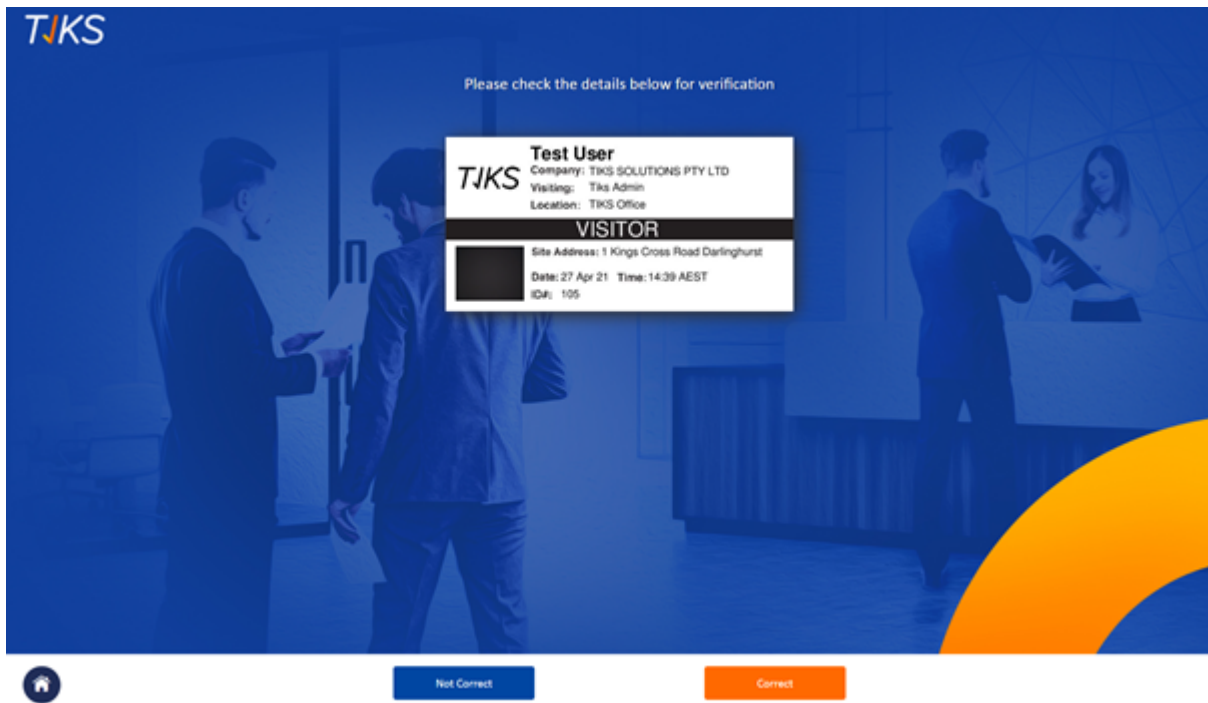 TIKS
Please check the details below for verification
Test User
TIKS
Company: TIKS SOLUTIONS PTY LTD
Visiting: Tiks Admin
Location: TIKS Office
VISITOR
Site Address: 1 Kings Cross Road Darlinghurst
Date: 27 Apr 21 Time: 14:39 AEST
ID#: 105
Not Correct Correct